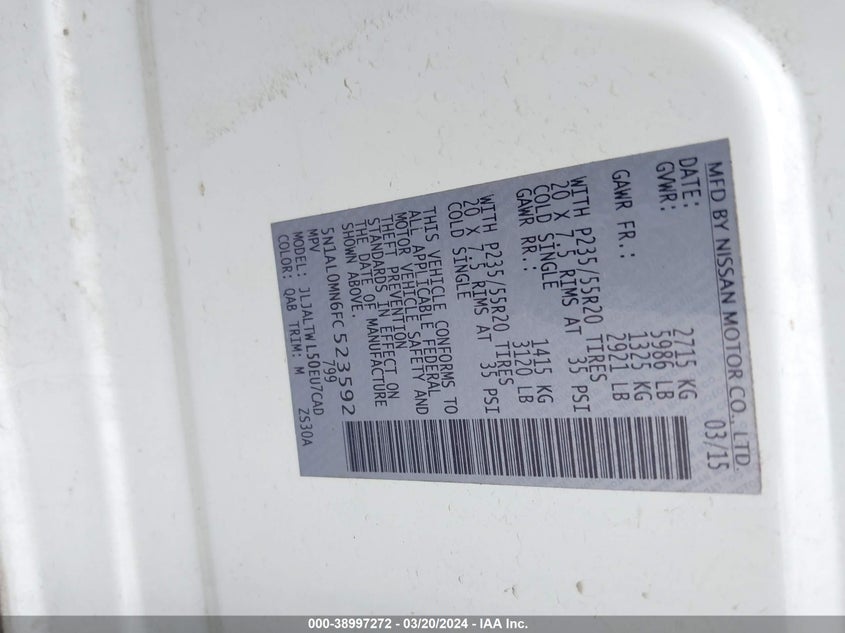 MFD BY NISSAN MOTOR CO., LTD.
DATE: 03/15
GVWR: 2715 KG
5986 LB
GAWR FR.: 1325 KG
2921 LB
WITH P235/55R20 TIRES
20 X 7.5 RIMS AT 35 PSI
COLD SINGLE
GAWR RR.: 1415 KG
3120 LB
WITH P235/55R20 TIRES
20 X 7.5 RIMS AT 35 PSI
COLD SINGLE
THIS VEHICLE CONFORMS TO
ALL APPLICABLE FEDERAL
MOTOR VEHICLE SAFETY AND
THEFT PREVENTION
STANDARDS IN EFFECT ON
THE DATE OF MANUFACTURE
SHOWN ABOVE.
5N1AL0MN6FC523592
MPV 799
MODEL: JLJALTWL50EU7CAD
COLOR: QAB TRIM: M ZS30A
000-38997272 - 03/20/2024 - IAA Inc.